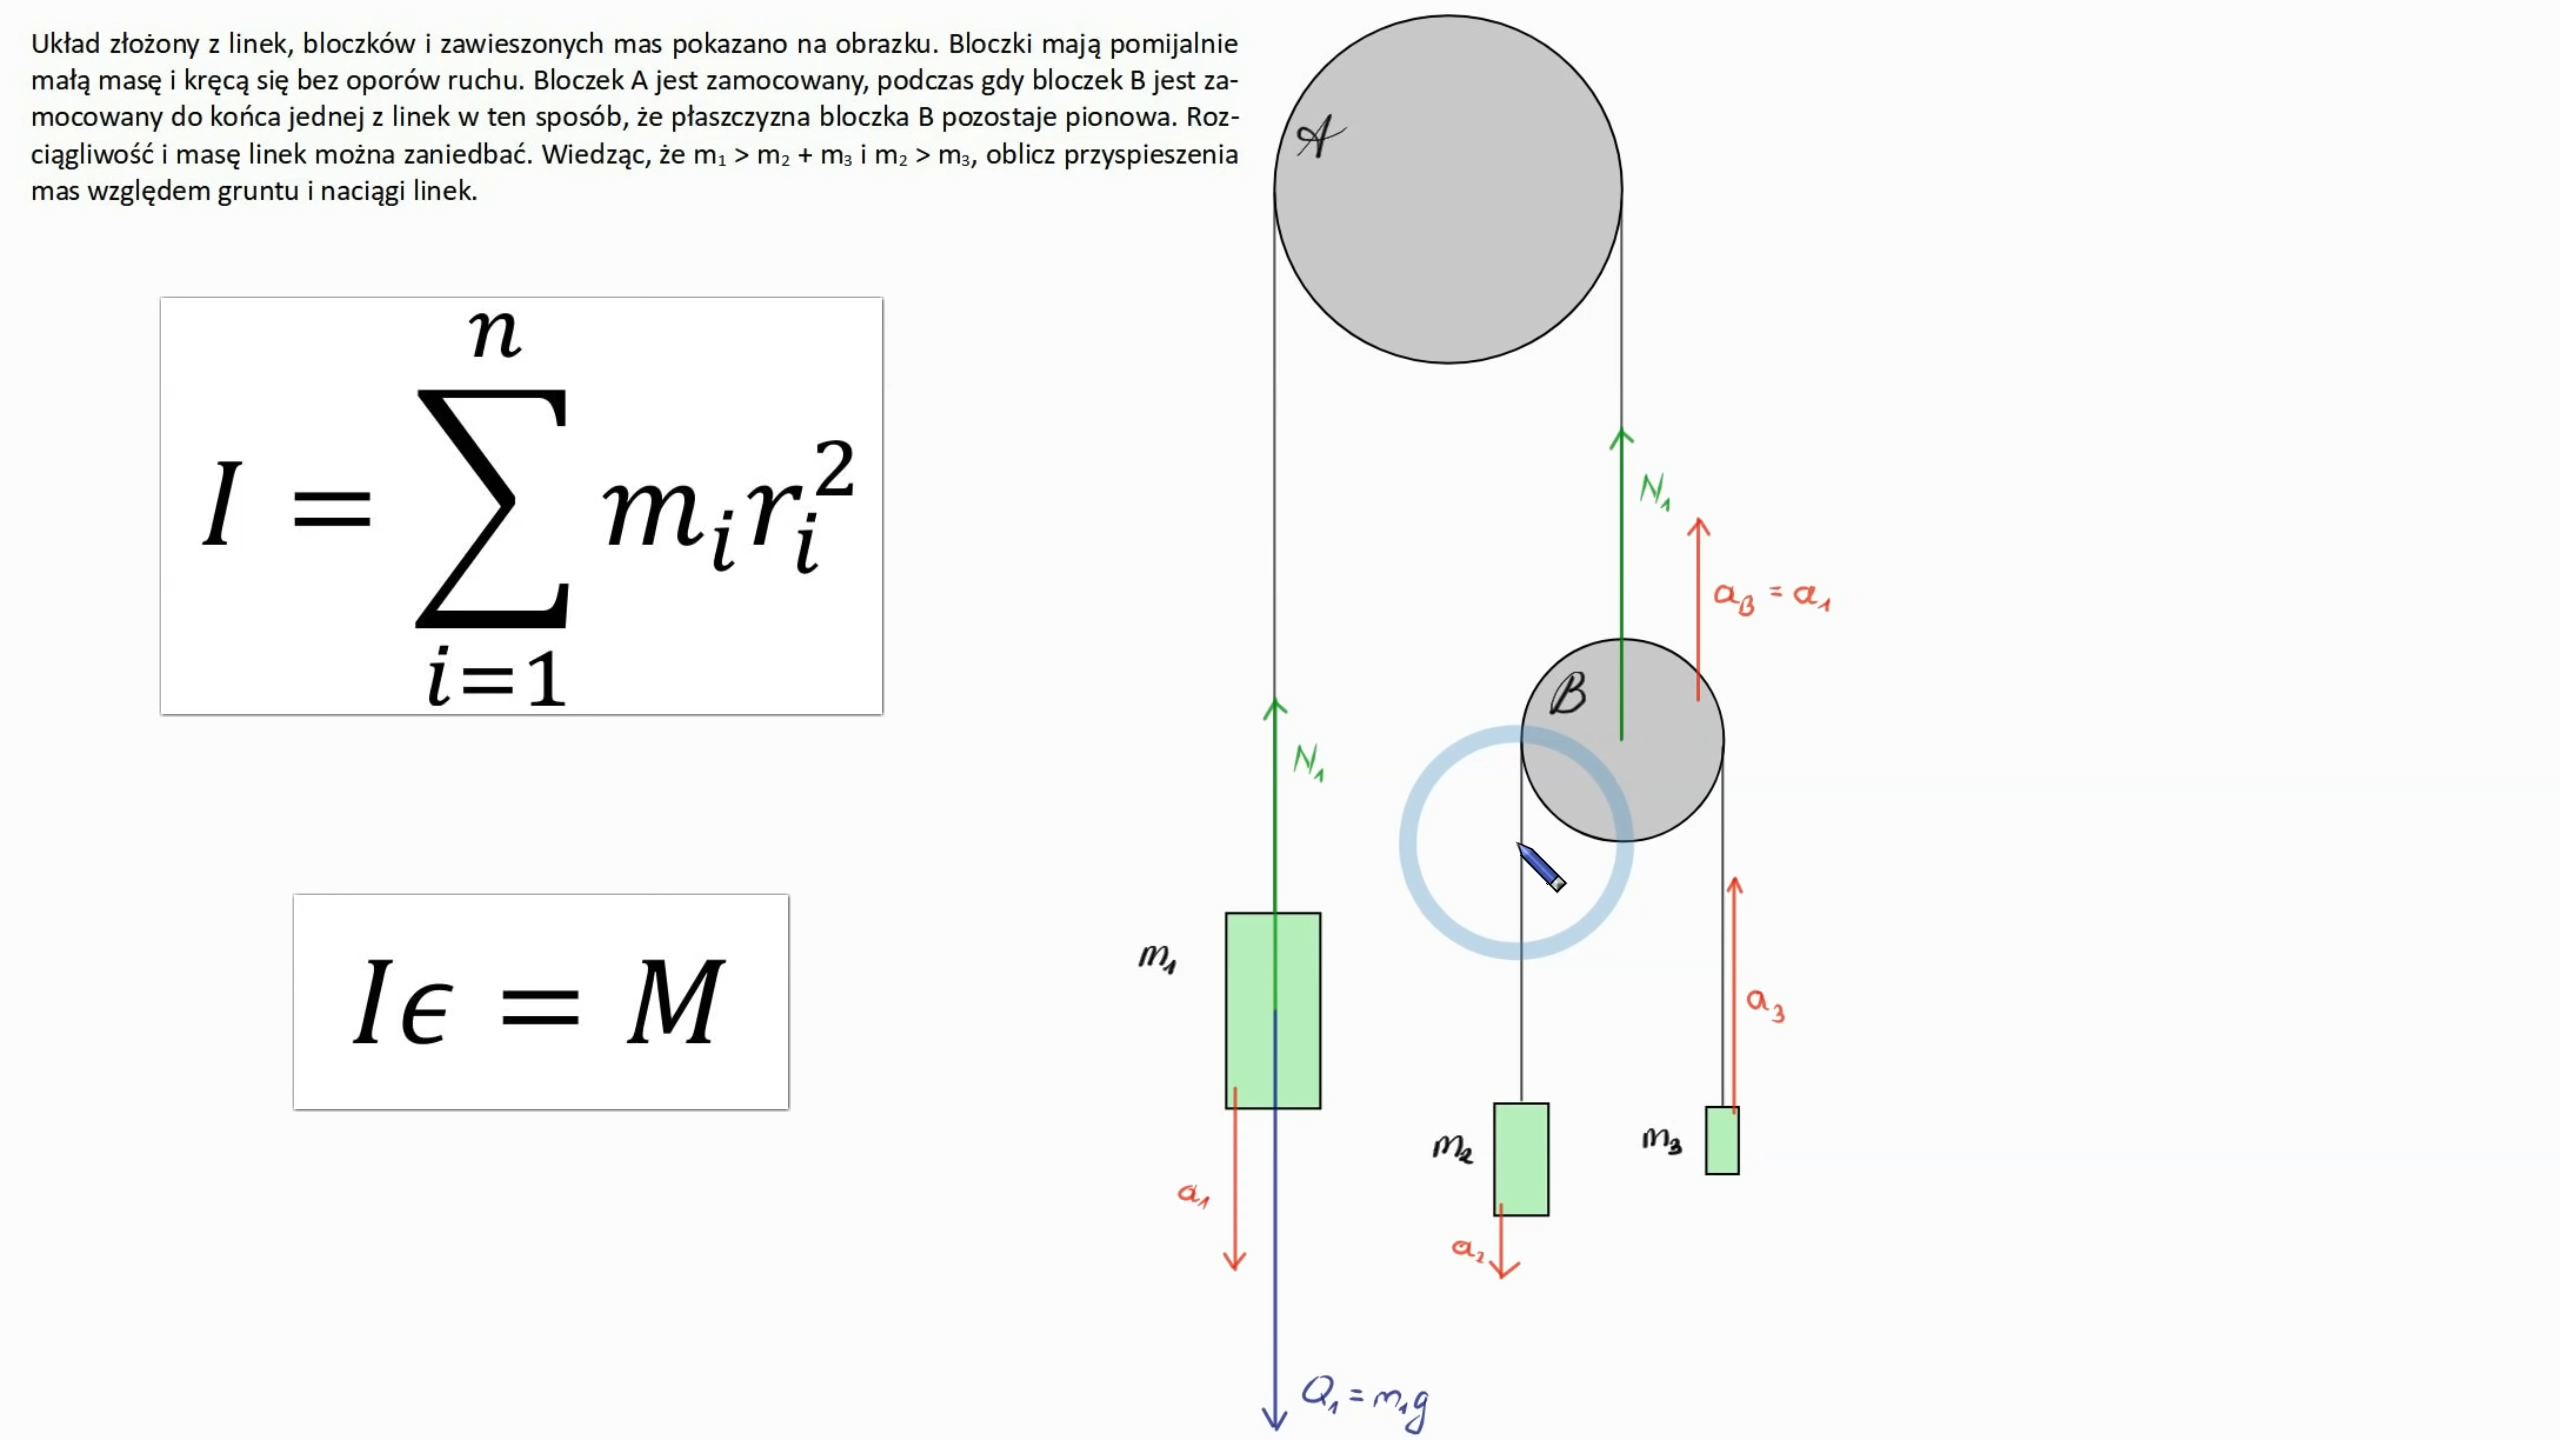 Układ złożony z linek, bloczków i zawieszonych mas pokazano na obrazku. Bloczki mają pomijalnie
małą masę i kręcą się bez oporów ruchu. Bloczek A jest zamocowany, podczas gdy bloczek B jest za-
mocowany do końca jednej z linek w ten sposób, że płaszczyzna bloczka B pozostaje pionowa. Roz-
ciągliwość i masę linek można zaniedbać. Wiedząc, że m₁ > m₂ + m₃ i m₂ > m₃, oblicz przyspieszenia
mas względem gruntu i naciągi linek.
I = ∑ⁿᵢ₌₁ mᵢrᵢ²
Iϵ = M
A
N₁
a_B = a₁
B
N₁
m₁
a₃
m₂
m₃
a₁
a₂
Q₁ = m₁g